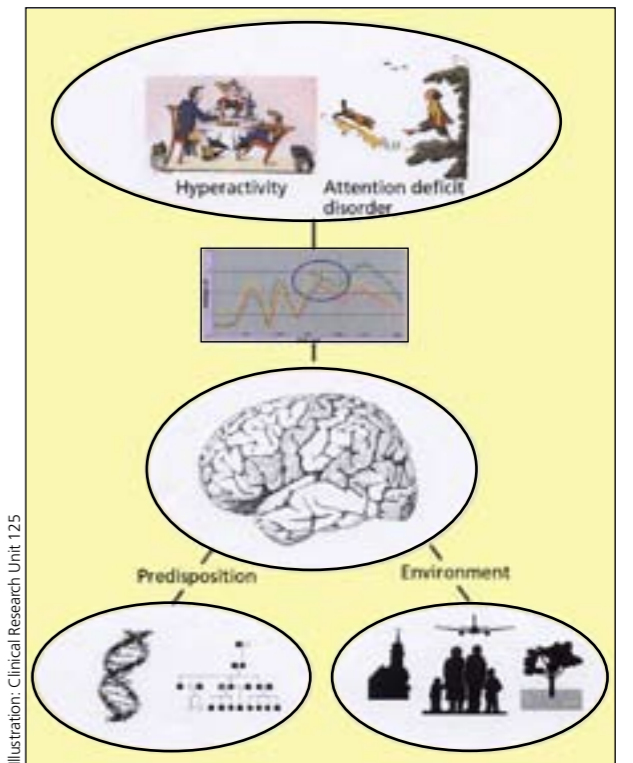 Hyperactivity
Attention deficit
disorder
Predisposition
Environment
Illustration: Clinical Research Unit 125